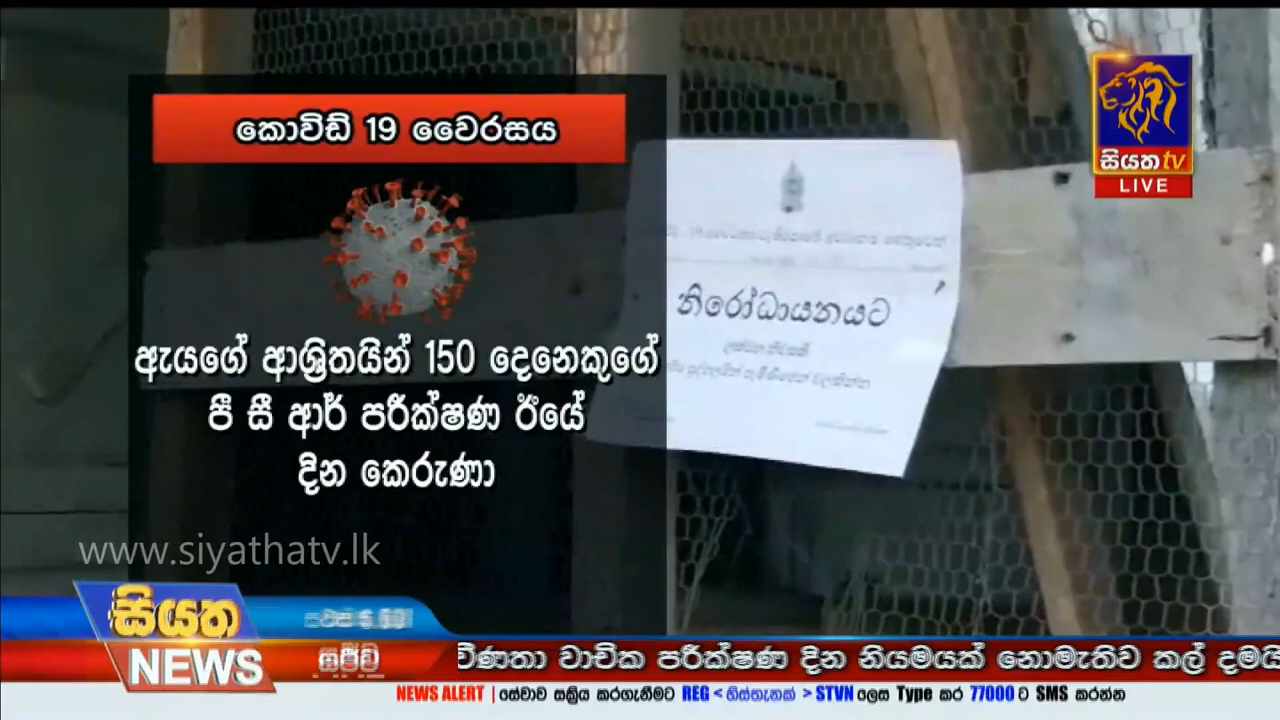 කොවිඩ් 19 වෛරසය
සියත tv
LIVE
නිරෝධායනයට
ඇයගේ ආශ්‍රිතයින් 150 දෙනෙකුගේ
පී සී ආර් පරීක්ෂණ ඊයේ
දින කෙරුණා
www.siyathatv.lk
සියත
NEWS
සජීව
වීණතා වාචික පරීක්ෂණ දින නියමයක් නොමැතිව කල් දමයි
NEWS ALERT | සේවාව සක්‍රිය කරගැනීමට REG < හිස්තැනක් > STVN ලෙස Type කර 77000 ට SMS කරන්න